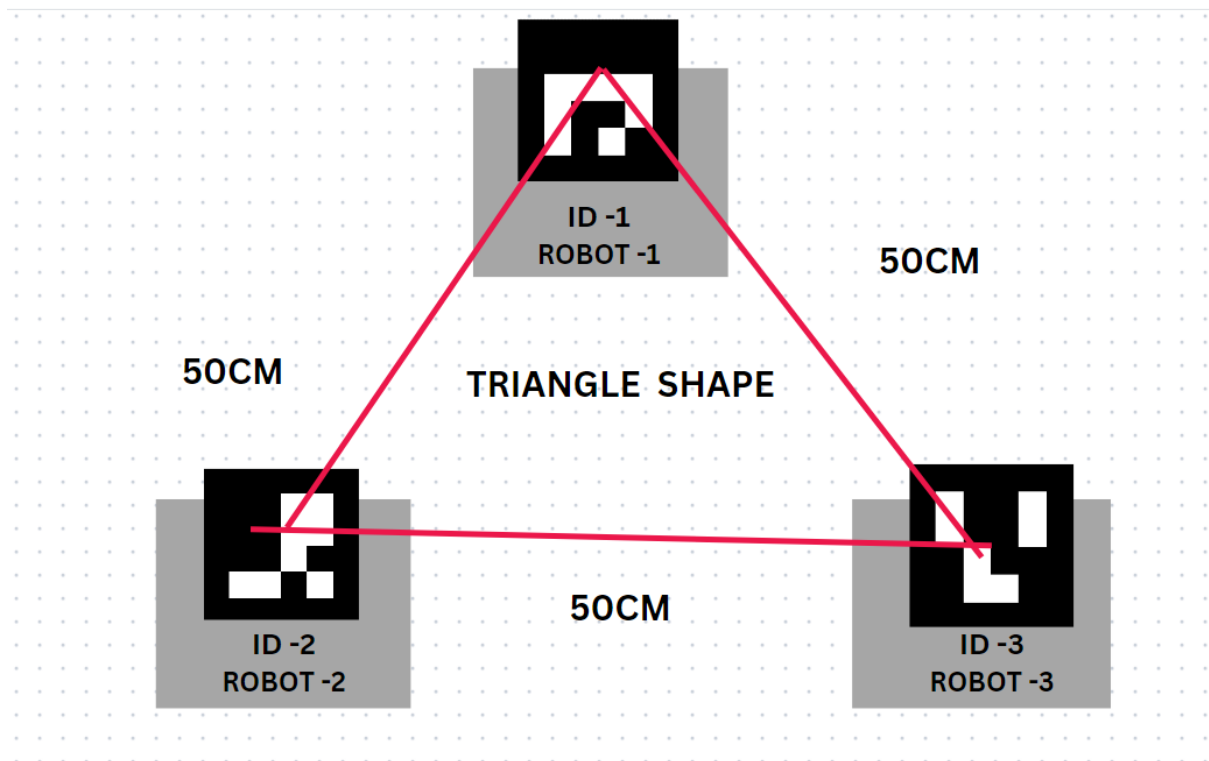 ID -1
ROBOT -1
50CM
50CM
TRIANGLE SHAPE
50CM
ID -2
ROBOT -2
ID -3
ROBOT -3